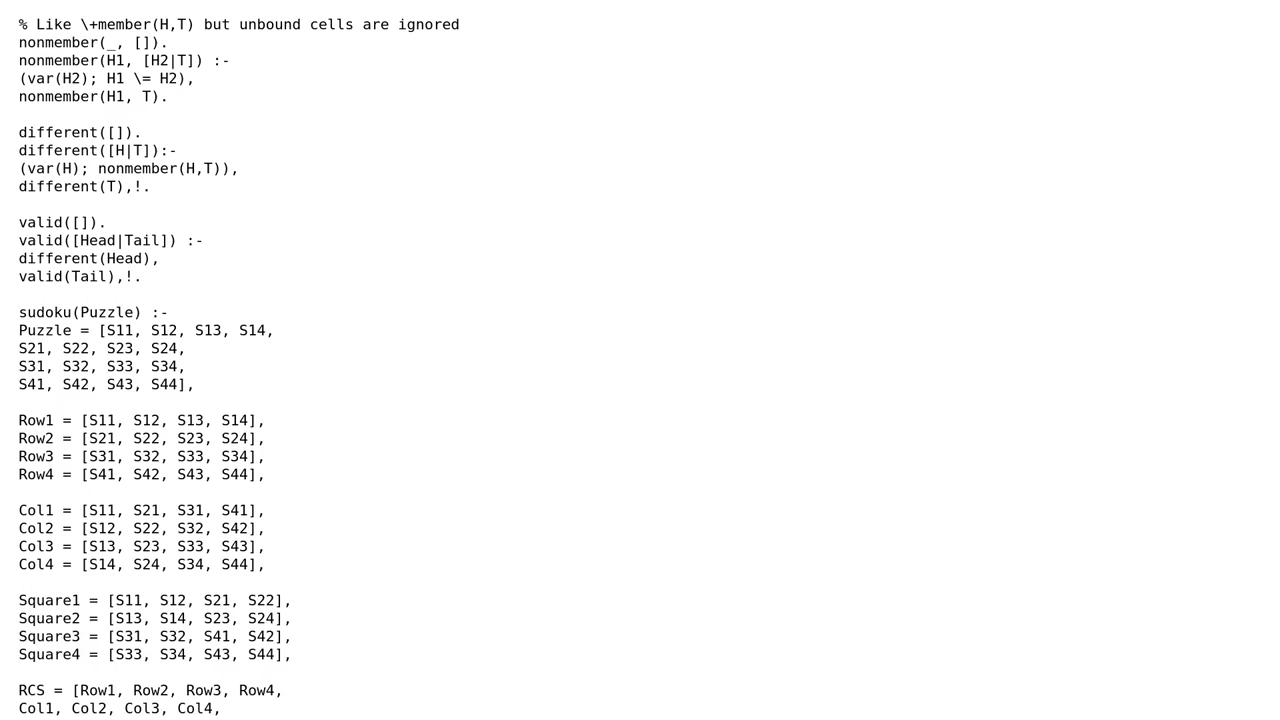 % Like \+member(H,T) but unbound cells are ignored
nonmember(_, []).
nonmember(H1, [H2|T]) :-
(var(H2); H1 \= H2),
nonmember(H1, T).

different([]).
different([H|T]):-
(var(H); nonmember(H,T)),
different(T),!.

valid([]).
valid([Head|Tail]) :-
different(Head),
valid(Tail),!.

sudoku(Puzzle) :-
Puzzle = [S11, S12, S13, S14,
S21, S22, S23, S24,
S31, S32, S33, S34,
S41, S42, S43, S44],

Row1 = [S11, S12, S13, S14],
Row2 = [S21, S22, S23, S24],
Row3 = [S31, S32, S33, S34],
Row4 = [S41, S42, S43, S44],

Col1 = [S11, S21, S31, S41],
Col2 = [S12, S22, S32, S42],
Col3 = [S13, S23, S33, S43],
Col4 = [S14, S24, S34, S44],

Square1 = [S11, S12, S21, S22],
Square2 = [S13, S14, S23, S24],
Square3 = [S31, S32, S41, S42],
Square4 = [S33, S34, S43, S44],

RCS = [Row1, Row2, Row3, Row4,
Col1, Col2, Col3, Col4,